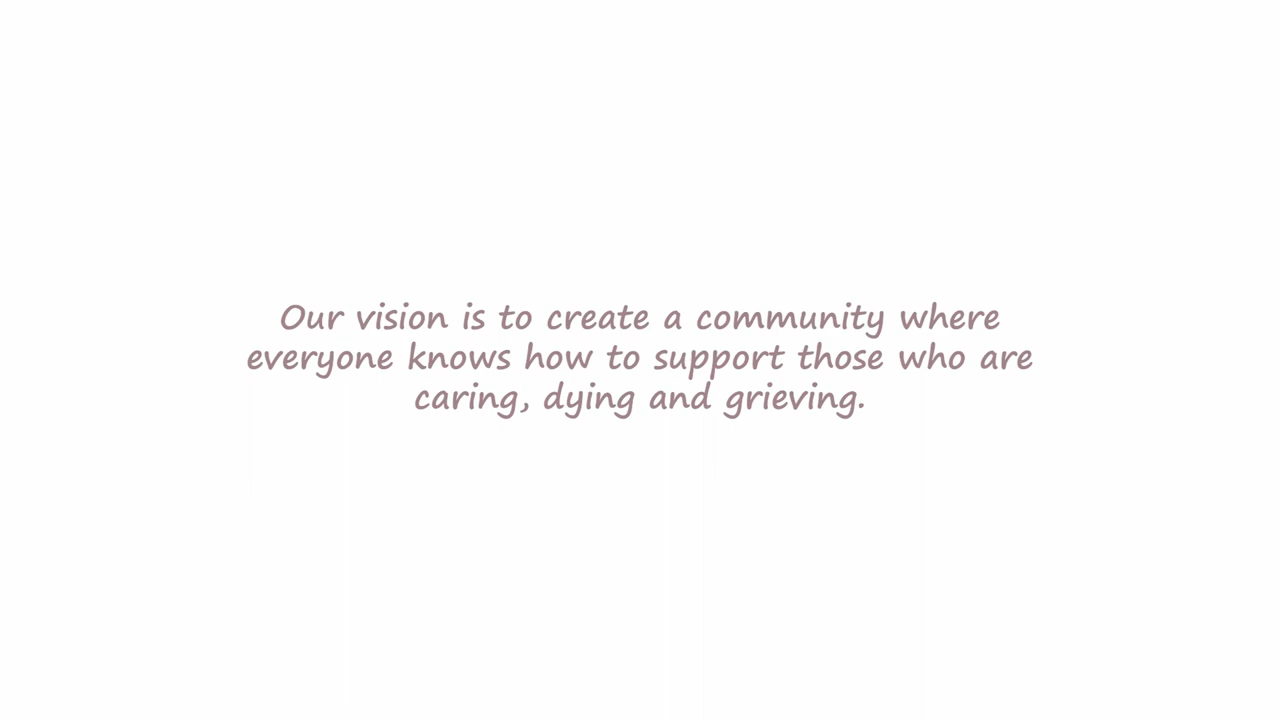 Our vision is to create a community where
everyone knows how to support those who are
caring, dying and grieving.